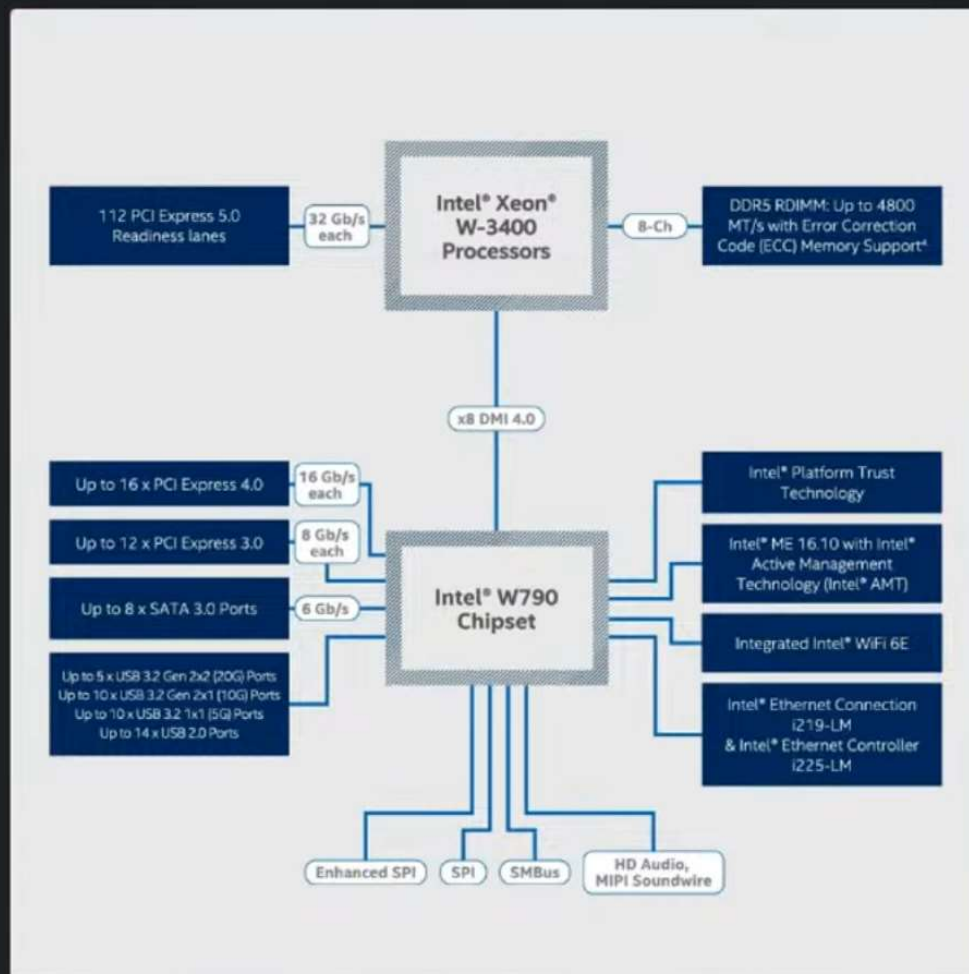 Intel® Xeon®
W-3400
Processors
112 PCI Express 5.0
Readiness lanes
32 Gb/s
each
8-Ch
DDR5 RDIMM: Up to 4800
MT/s with Error Correction
Code (ECC) Memory Support⁴
x8 DMI 4.0
Up to 16 x PCI Express 4.0
16 Gb/s
each
Up to 12 x PCI Express 3.0
8 Gb/s
each
Up to 8 x SATA 3.0 Ports
6 Gb/s
Up to 5 x USB 3.2 Gen 2x2 (20G) Ports
Up to 10 x USB 3.2 Gen 2x1 (10G) Ports
Up to 10 x USB 3.2 1x1 (5G) Ports
Up to 14 x USB 2.0 Ports
Intel® W790
Chipset
Intel® Platform Trust
Technology
Intel® ME 16.10 with Intel®
Active Management
Technology (Intel® AMT)
Integrated Intel® WiFi 6E
Intel® Ethernet Connection
i219-LM
& Intel® Ethernet Controller
i225-LM
Enhanced SPI
SPI
SMBus
HD Audio,
MIPI Soundwire